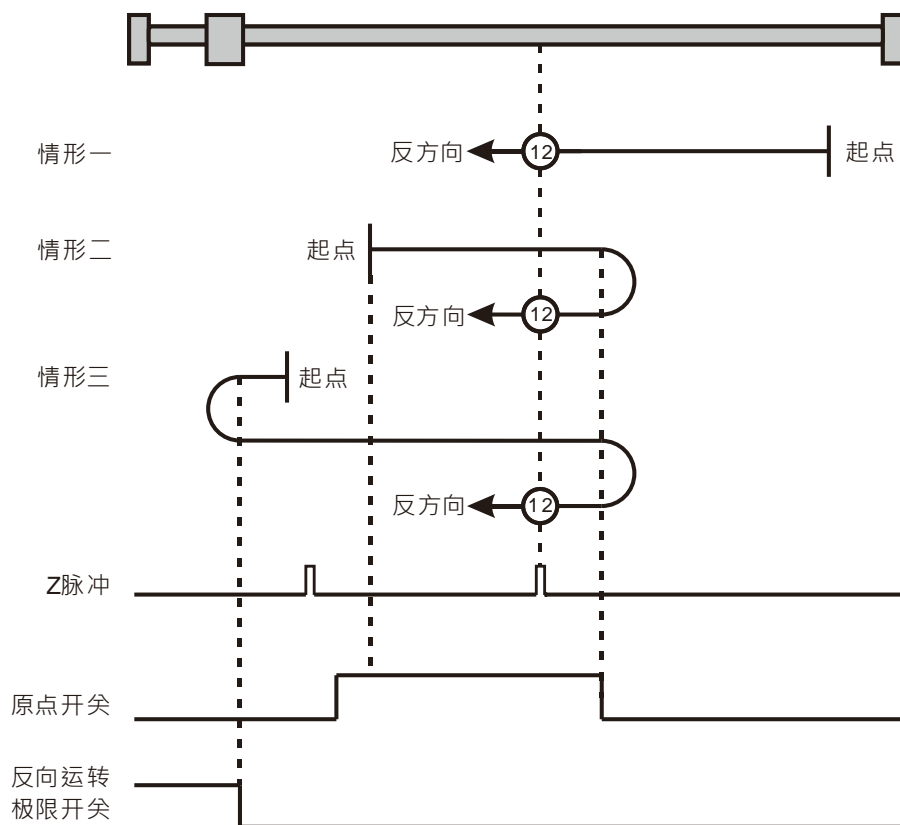 情形一
反方向
12
起点
情形二
起点
反方向
12
情形三
起点
反方向
12
Z脉冲
原点开关
反向运转
极限开关